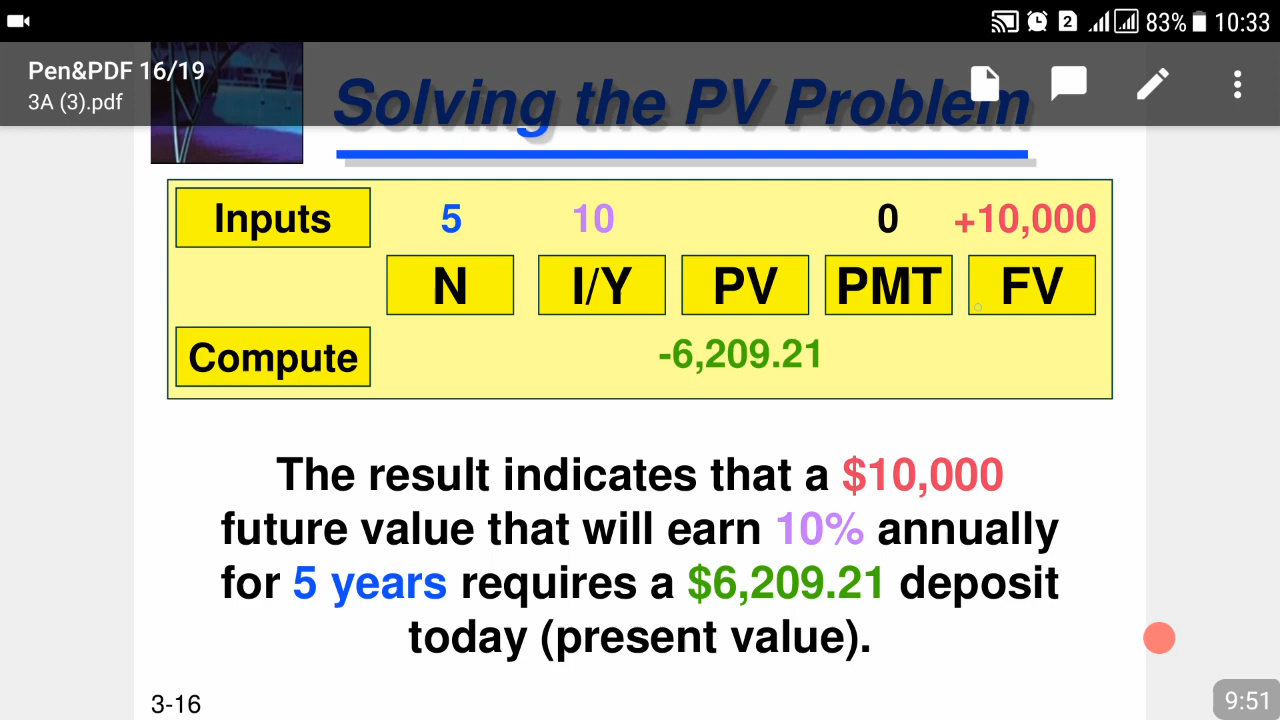 2 83% 10:33
Pen&PDF 16/19
3A (3).pdf
Solving the PV Problem
Inputs 5 10 0 +10,000
N I/Y PV PMT FV
Compute -6,209.21
The result indicates that a $10,000
future value that will earn 10% annually
for 5 years requires a $6,209.21 deposit
today (present value).
3-16
9:51